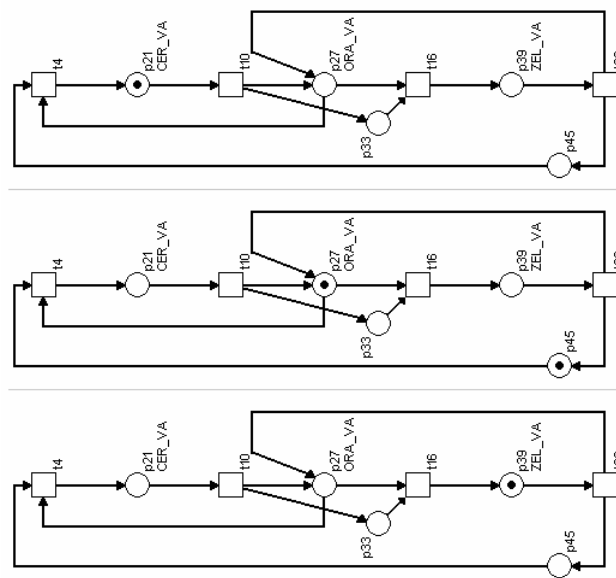 t4
p21
CER_VA
t10
p27
ORA_VA
p33
t16
p39
ZEL_VA
p45
t4
p21
CER_VA
t10
p27
ORA_VA
p33
t16
p39
ZEL_VA
p45
t4
p21
CER_VA
t10
p27
ORA_VA
p33
t16
p39
ZEL_VA
p45